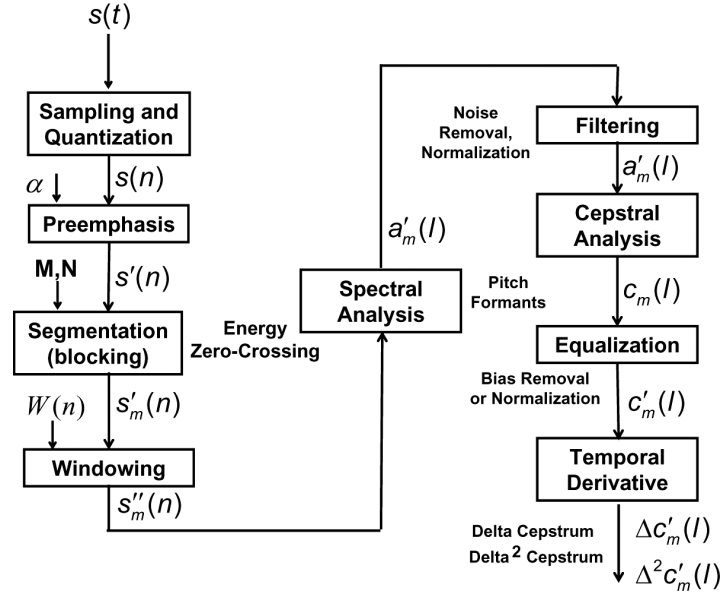 s(t)
Sampling and
Quantization
α
s(n)
Preemphasis
M,N
s′(n)
Segmentation
(blocking)
Energy
Zero-Crossing
W(n)
s′ₘ(n)
Windowing
s″ₘ(n)
a′ₘ(l)
Spectral
Analysis
Noise
Removal,
Normalization
Filtering
a′ₘ(l)
Cepstral
Analysis
Pitch
Formants
cₘ(l)
Equalization
Bias Removal
or Normalization
c′ₘ(l)
Temporal
Derivative
Delta Cepstrum
Delta² Cepstrum
Δc′ₘ(l)
Δ²c′ₘ(l)